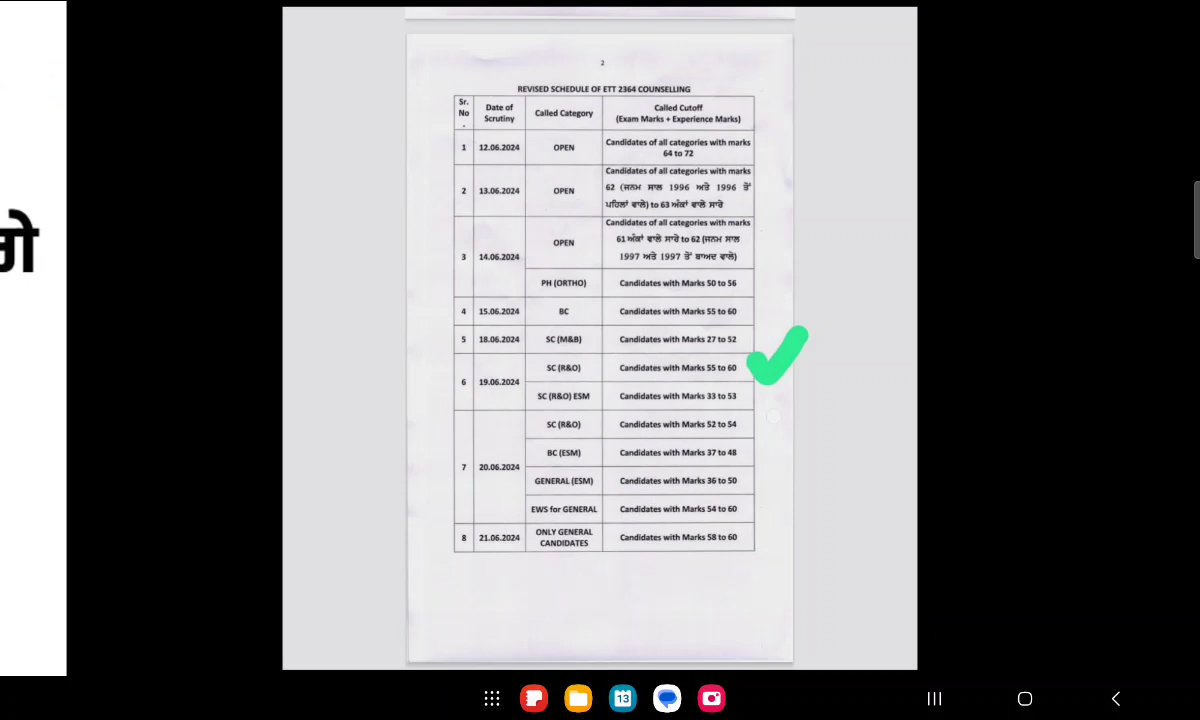 ਗੇ
2
REVISED SCHEDULE OF ETT 2364 COUNSELLING
Sr. No . Date of Scrutiny Called Category Called Cutoff (Exam Marks + Experience Marks)
1 12.06.2024 OPEN Candidates of all categories with marks 64 to 72
2 13.06.2024 OPEN Candidates of all categories with marks 62 (ਜਨਮ ਸਾਲ 1996 ਅਤੇ 1996 ਤੋਂ ਪਹਿਲਾਂ ਵਾਲੇ) to 63 ਅੰਕਾਂ ਵਾਲੇ ਸਾਰੇ
3 14.06.2024 OPEN Candidates of all categories with marks 61 ਅੰਕਾਂ ਵਾਲੇ ਸਾਰੇ to 62 (ਜਨਮ ਸਾਲ 1997 ਅਤੇ 1997 ਤੋਂ ਬਾਅਦ ਵਾਲੇ)
PH (ORTHO) Candidates with Marks 50 to 56
4 15.06.2024 BC Candidates with Marks 55 to 60
5 18.06.2024 SC (M&B) Candidates with Marks 27 to 52
6 19.06.2024 SC (R&O) Candidates with Marks 55 to 60
SC (R&O) ESM Candidates with Marks 33 to 53
7 20.06.2024 SC (R&O) Candidates with Marks 52 to 54
BC (ESM) Candidates with Marks 37 to 48
GENERAL (ESM) Candidates with Marks 36 to 50
EWS for GENERAL Candidates with Marks 54 to 60
8 21.06.2024 ONLY GENERAL CANDIDATES Candidates with Marks 58 to 60
13